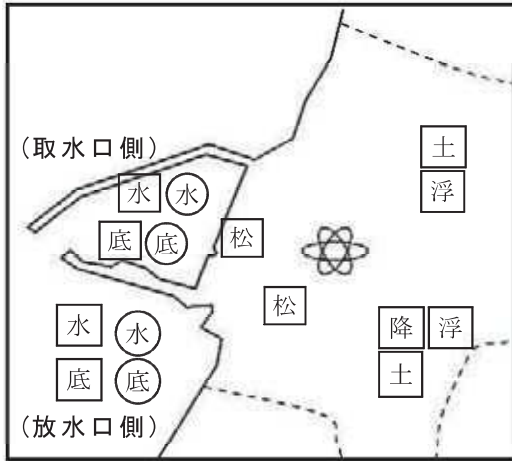 土
浮
(取水口側)
水 水
底 底
松
松
降 浮
土
水 水
底 底
(放水口側)